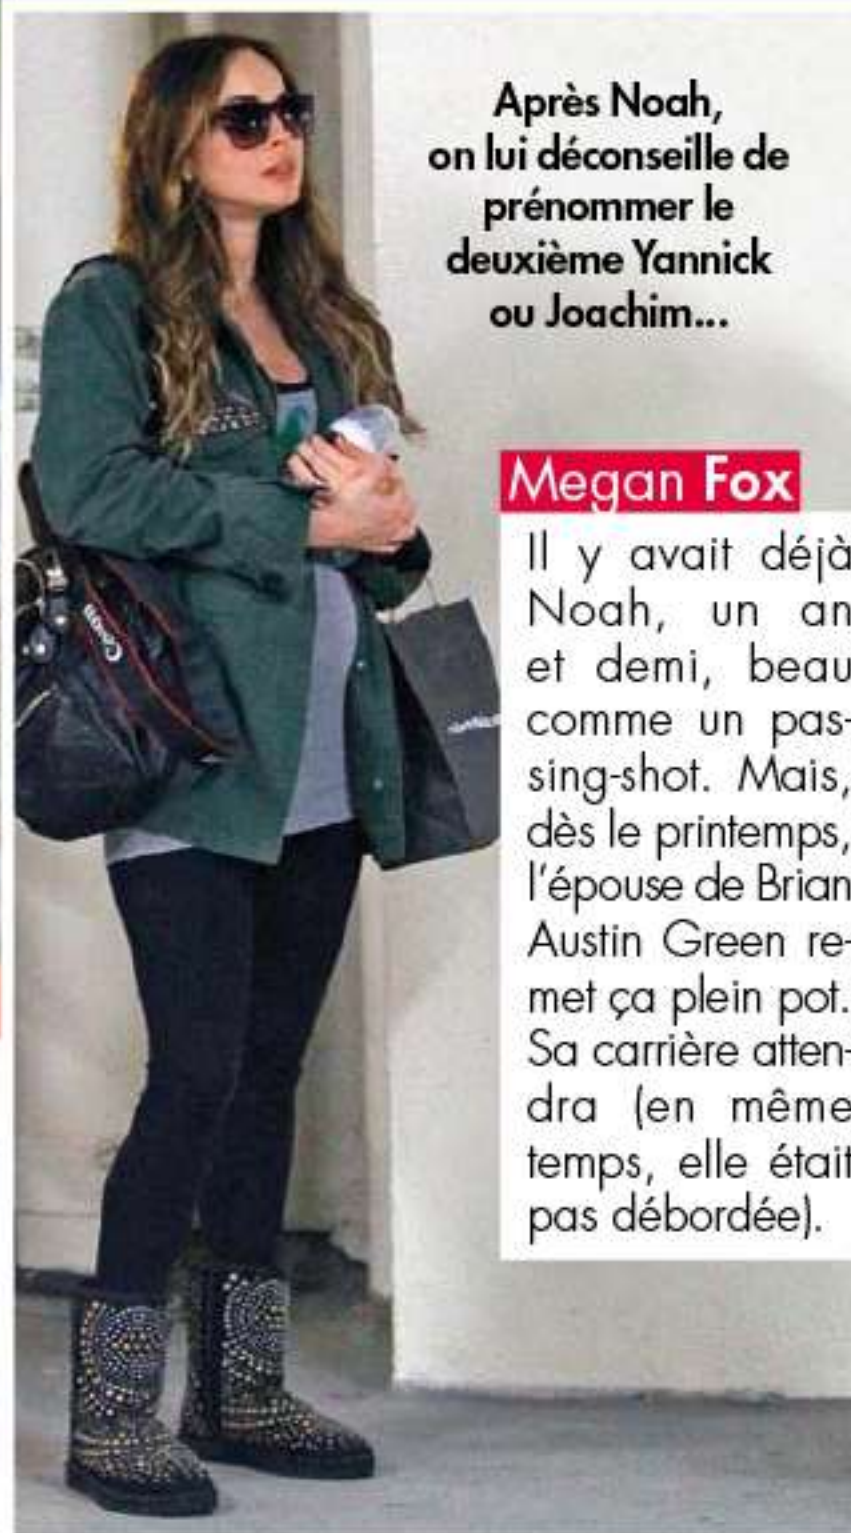 Après Noah,
on lui déconseille de
prénommer le
deuxième Yannick
ou Joachim...
Megan Fox
Il y avait déjà
Noah, un an
et demi, beau
comme un pas-
sing-shot. Mais,
dès le printemps,
l'épouse de Brian
Austin Green re-
met ça plein pot.
Sa carrière atten-
dra (en même
temps, elle était
pas débordée).